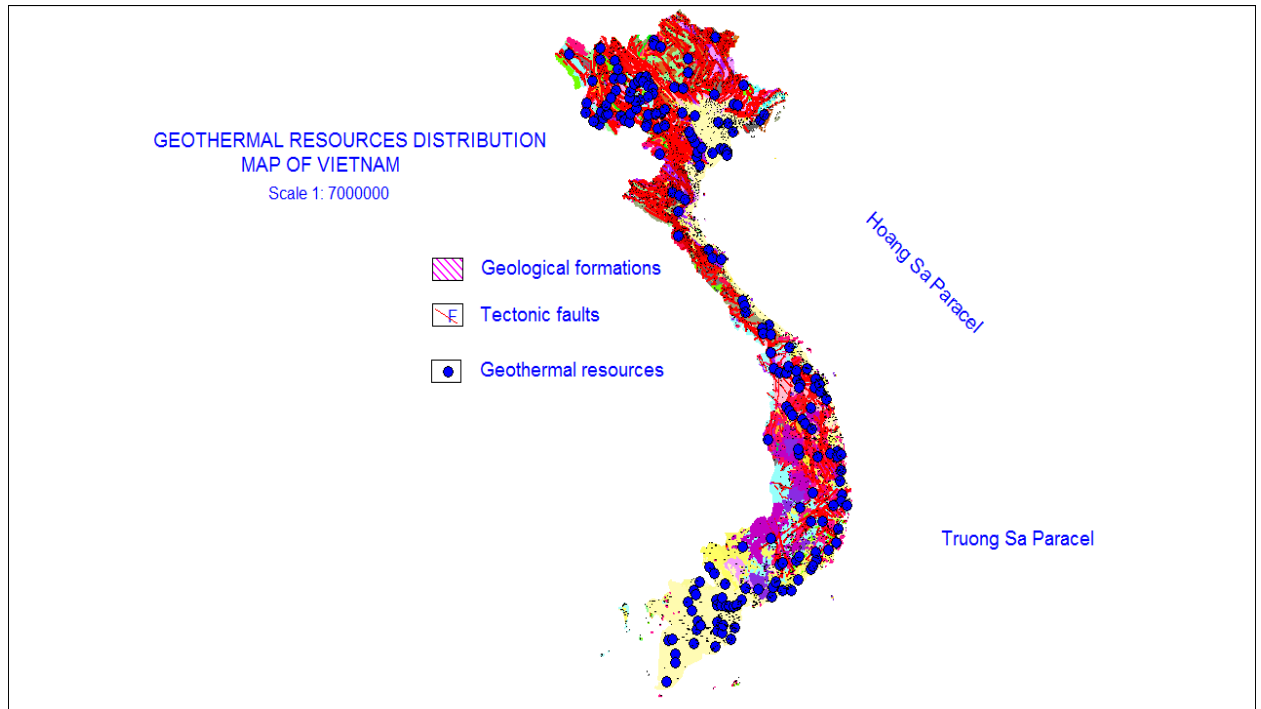 GEOTHERMAL RESOURCES DISTRIBUTION
MAP OF VIETNAM
Scale 1: 7000000
Hoang Sa Paracel
Geological formations
F
Tectonic faults
Geothermal resources
Truong Sa Paracel